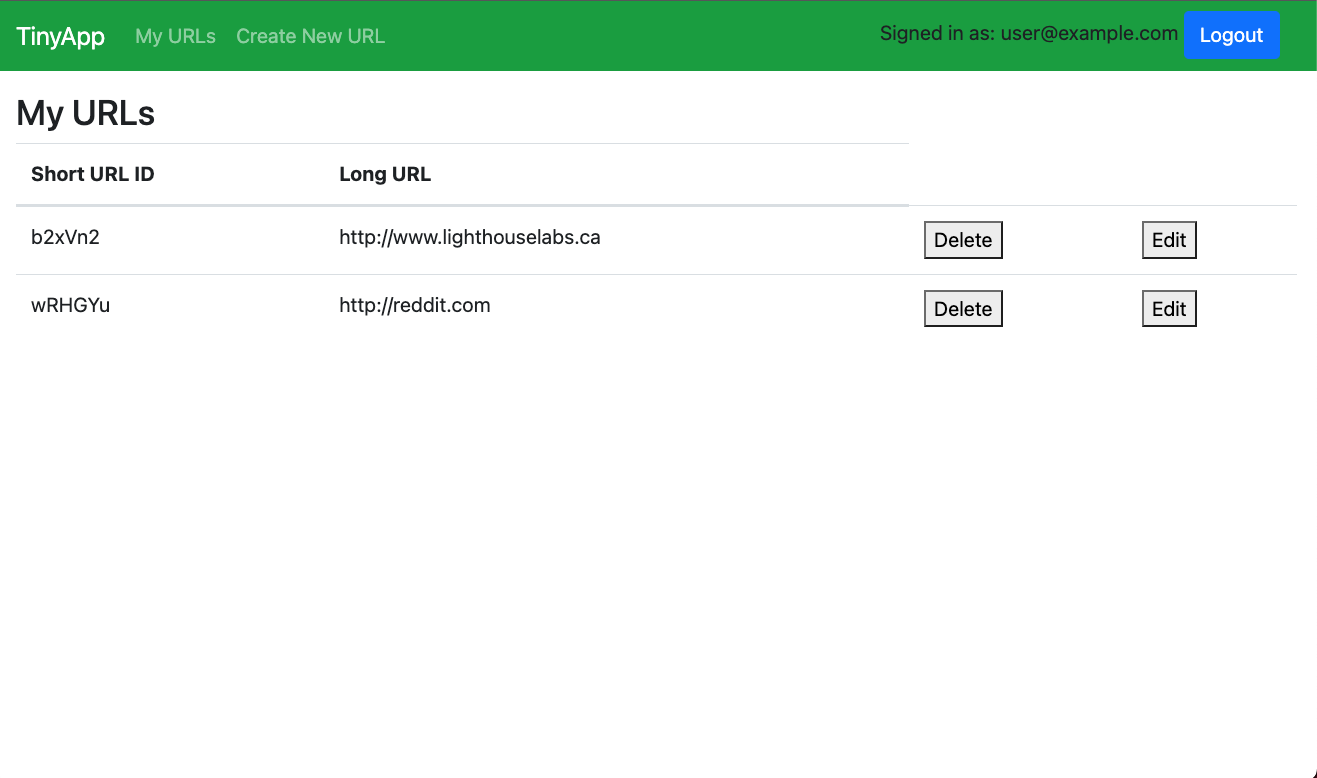 TinyApp My URLs Create New URL Signed in as: user@example.com Logout
My URLs
Short URL ID Long URL
b2xVn2 http://www.lighthouselabs.ca Delete Edit
wRHGYu http://reddit.com Delete Edit